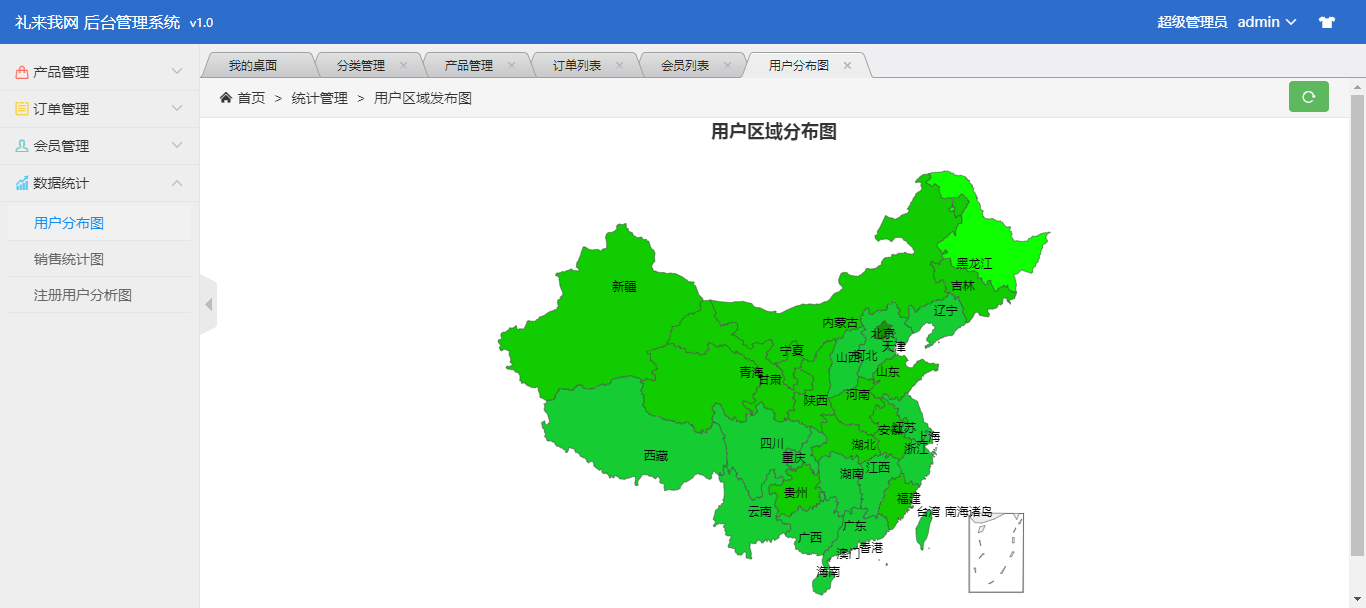 礼来我网 后台管理系统 v1.0
超级管理员 admin
产品管理
订单管理
会员管理
数据统计
用户分布图
销售统计图
注册用户分析图
我的桌面 分类管理 产品管理 订单列表 会员列表 用户分布图
首页 > 统计管理 > 用户区域发布图
用户区域分布图
黑龙江
新疆
吉林
辽宁
内蒙古
北京
天津
宁夏
山西
河北
青海
甘肃
山东
陕西
河南
安徽
江苏
上海
四川
湖北
浙江
西藏
重庆
湖南
江西
贵州
福建
云南
台湾
南海诸岛
广东
广西
香港
澳门
海南